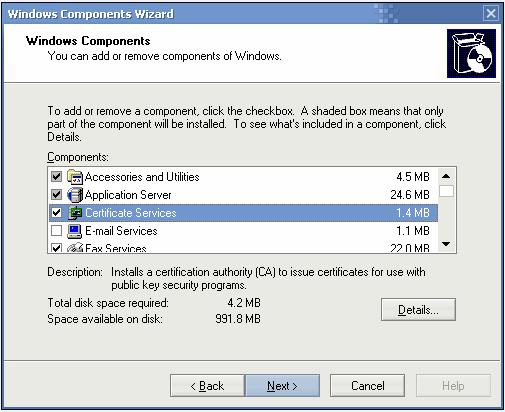 Windows Components Wizard
Windows Components
You can add or remove components of Windows.
To add or remove a component, click the checkbox. A shaded box means that only
part of the component will be installed. To see what's included in a component, click
Details.
Components:
Accessories and Utilities 4.5 MB
Application Server 24.6 MB
Certificate Services 1.4 MB
E-mail Services 1.1 MB
Fax Services 22.0 MB
Description: Installs a certification authority (CA) to issue certificates for use with
public key security programs.
Total disk space required: 4.2 MB
Space available on disk: 991.8 MB
Details...
< Back Next > Cancel Help